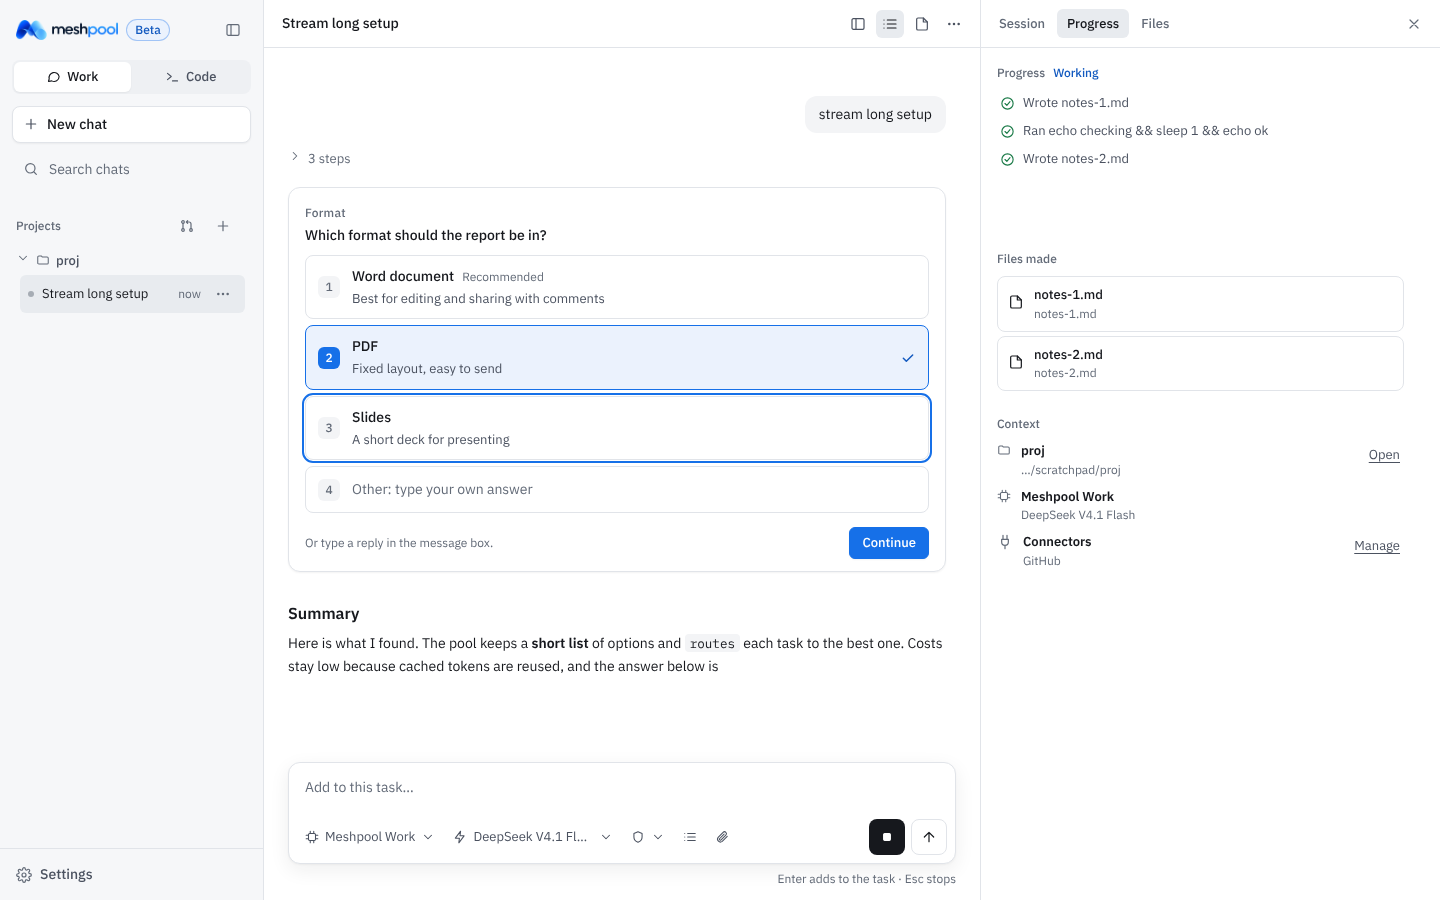 meshpool Beta
Work
Code
New chat
Search chats
Projects
proj
Stream long setup now
Settings
Stream long setup
stream long setup
3 steps
Format
Which format should the report be in?
1
Word document Recommended
Best for editing and sharing with comments
2
PDF
Fixed layout, easy to send
3
Slides
A short deck for presenting
4
Other: type your own answer
Or type a reply in the message box.
Continue
Summary
Here is what I found. The pool keeps a short list of options and routes each task to the best one. Costs
stay low because cached tokens are reused, and the answer below is
Add to this task...
Meshpool Work
DeepSeek V4.1 Fl...
Enter adds to the task · Esc stops
Session
Progress
Files
Progress Working
Wrote notes-1.md
Ran echo checking && sleep 1 && echo ok
Wrote notes-2.md
Files made
notes-1.md
notes-1.md
notes-2.md
notes-2.md
Context
proj
.../scratchpad/proj
Open
Meshpool Work
DeepSeek V4.1 Flash
Connectors
GitHub
Manage